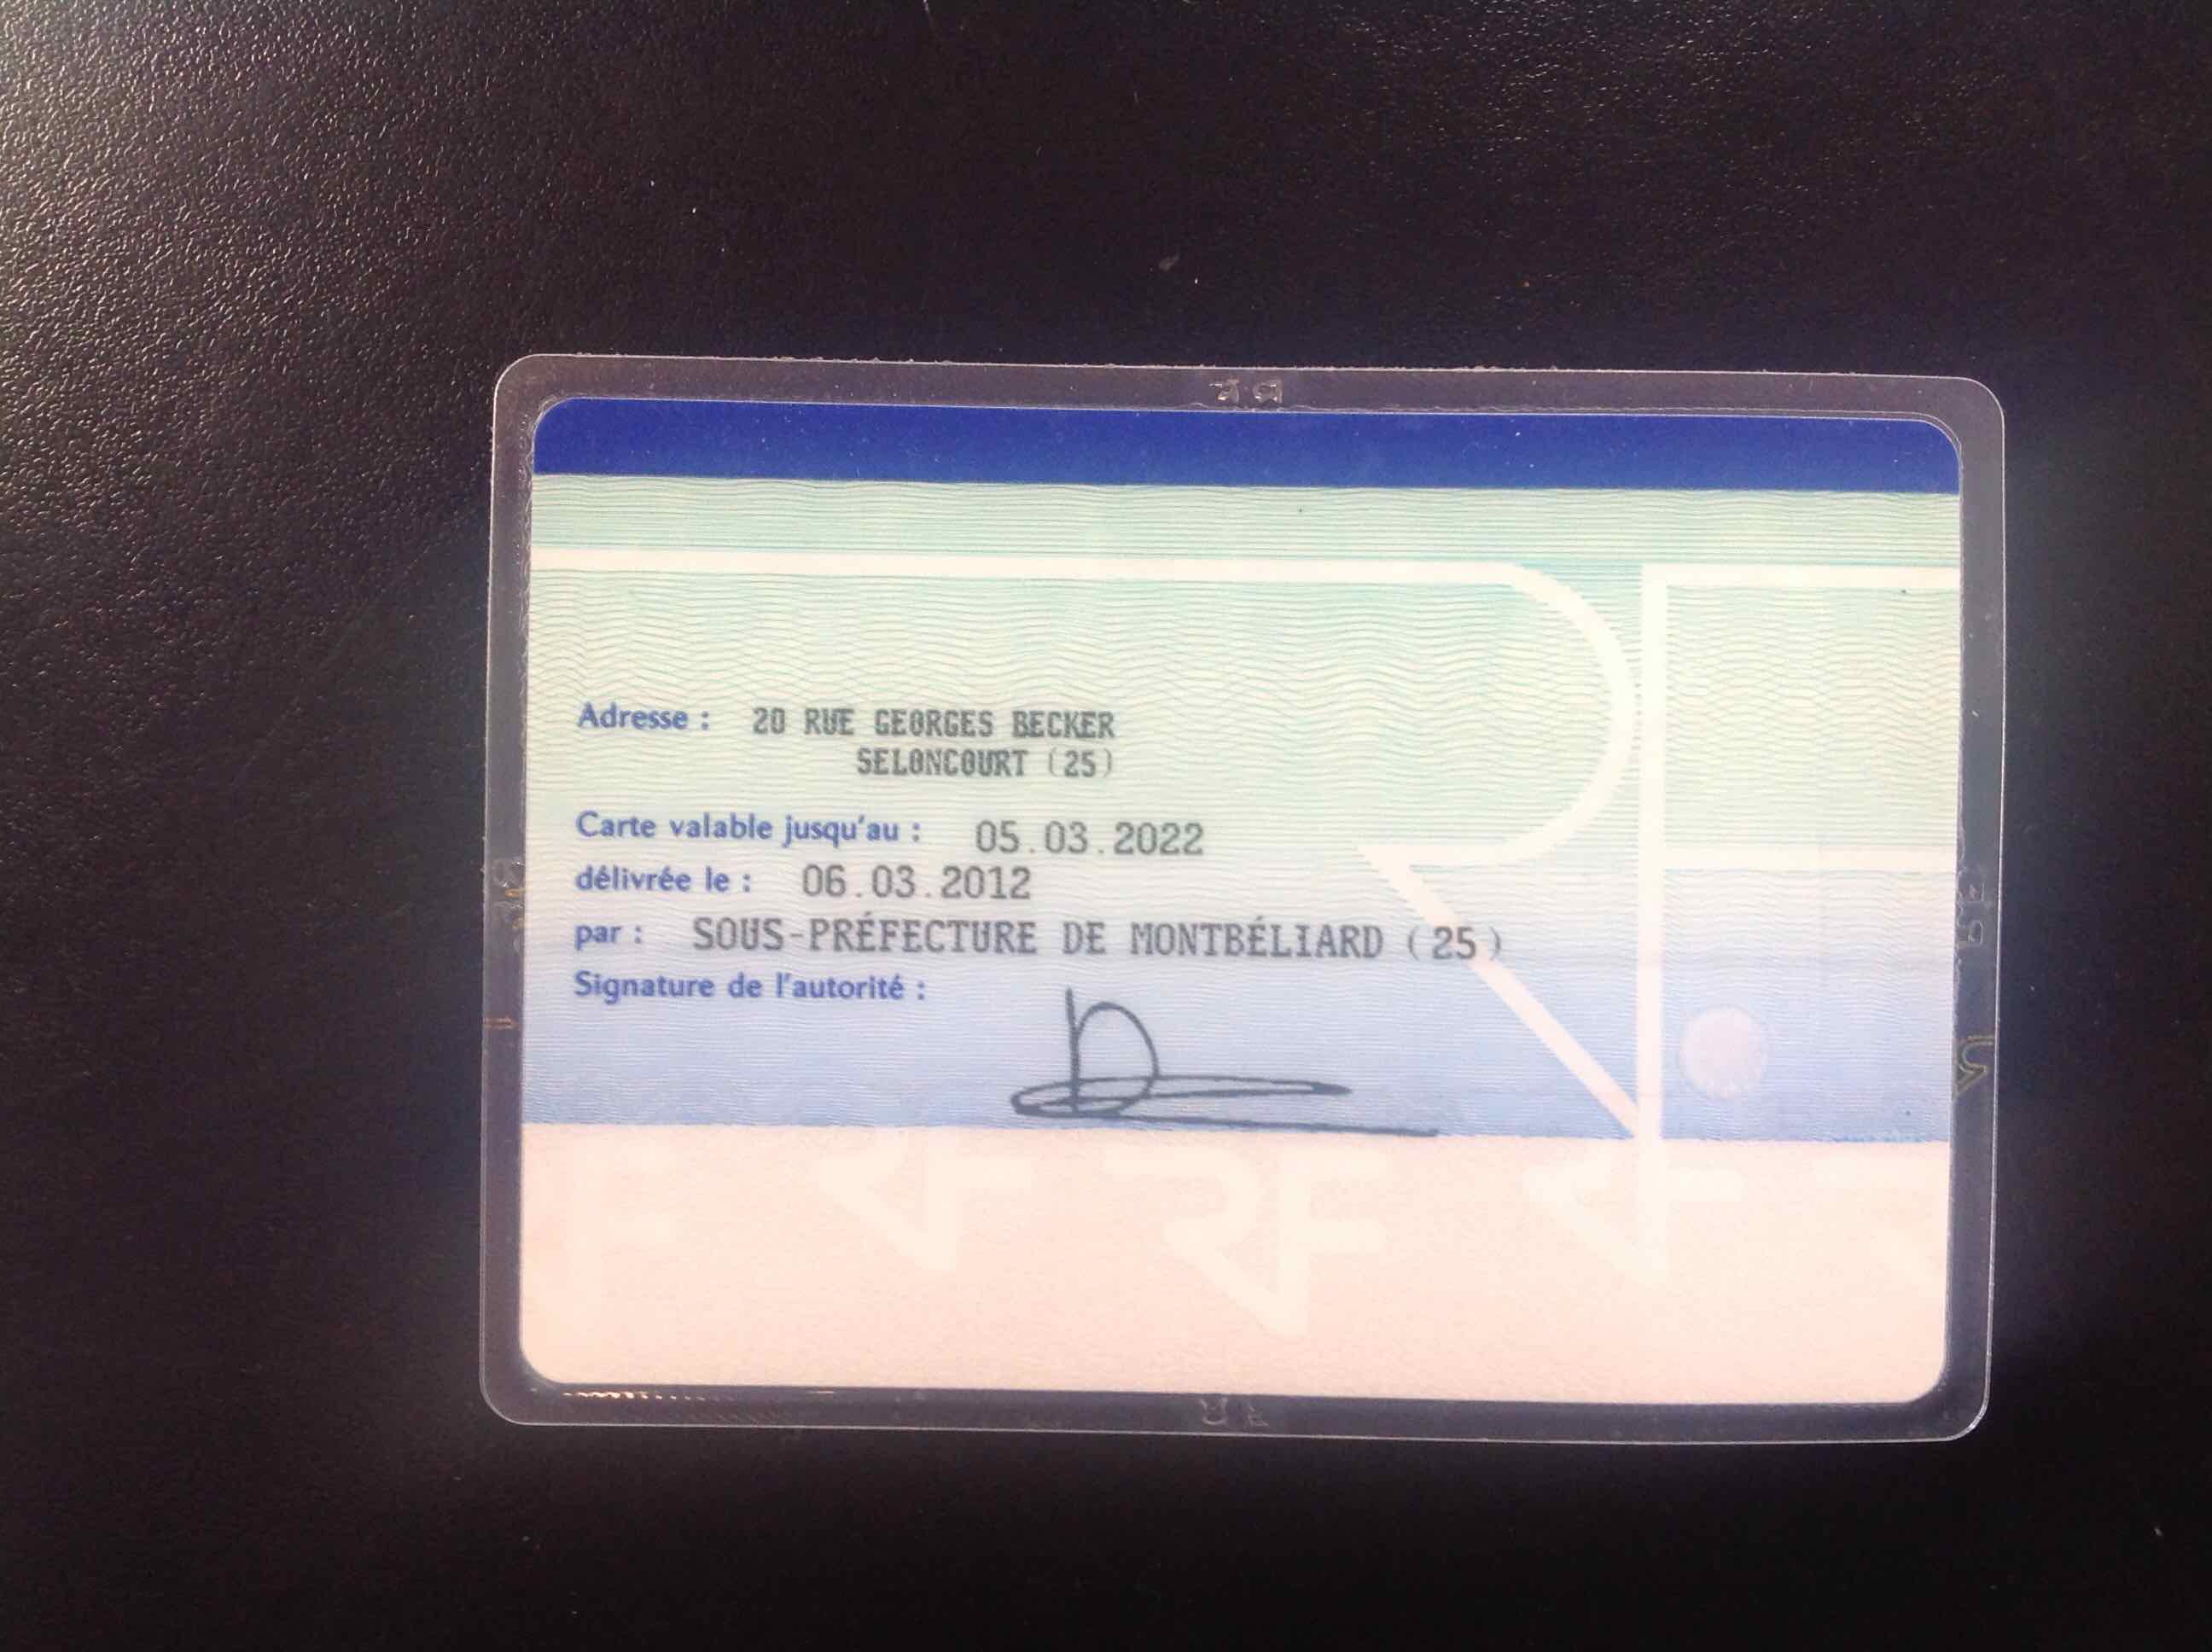 Adresse : 20 RUE GEORGES BECKER
SELONCOURT (25)
Carte valable jusqu'au : 05.03.2022
délivrée le : 06.03.2012
par : SOUS-PRÉFECTURE DE MONTBÉLIARD (25)
Signature de l'autorité :
RF